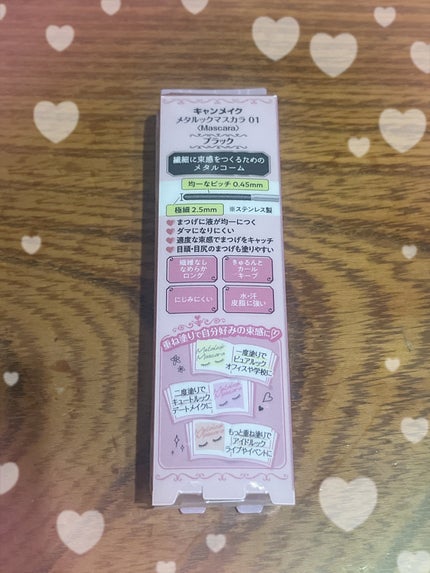 キャンメイク
メタルックマスカラ 01
〈Mascara〉
ブラック
繊細に束感をつくるための
メタルコーム
均一なピッチ 0.45mm
極細 2.5mm ※ステンレス製
まつげに液が均一につく
ダマになりにくい
適度な束感でまつげをキャッチ
目頭・目尻のまつげも塗りやすい
繊維なし
なめらか
ロング
きゅるんと
カール
キープ
にじみにくい
水・汗
皮脂に強い
重ね塗りで自分好みの束感に
Metalook
Mascara
一度塗りで
ピュアルック
オフィスや学校に
二度塗りで
キュートルック
デートメイクに
Metalook
Mascara
Metalook
Mascara
もっと重ね塗りで
アイドルルック
ライブやイベントに